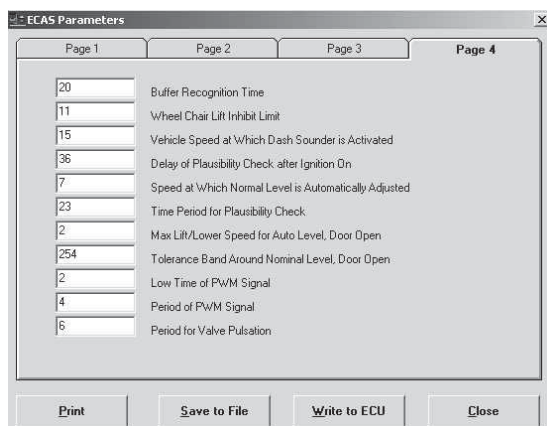 ECAS Parameters
Page 1 Page 2 Page 3 Page 4
20 Buffer Recognition Time
11 Wheel Chair Lift Inhibit Limit
15 Vehicle Speed at Which Dash Sounder is Activated
36 Delay of Plausibility Check after Ignition On
7 Speed at Which Normal Level is Automatically Adjusted
23 Time Period for Plausibility Check
2 Max Lift/Lower Speed for Auto Level, Door Open
254 Tolerance Band Around Nominal Level, Door Open
2 Low Time of PWM Signal
4 Period of PWM Signal
6 Period for Valve Pulsation
Print Save to File Write to ECU Close